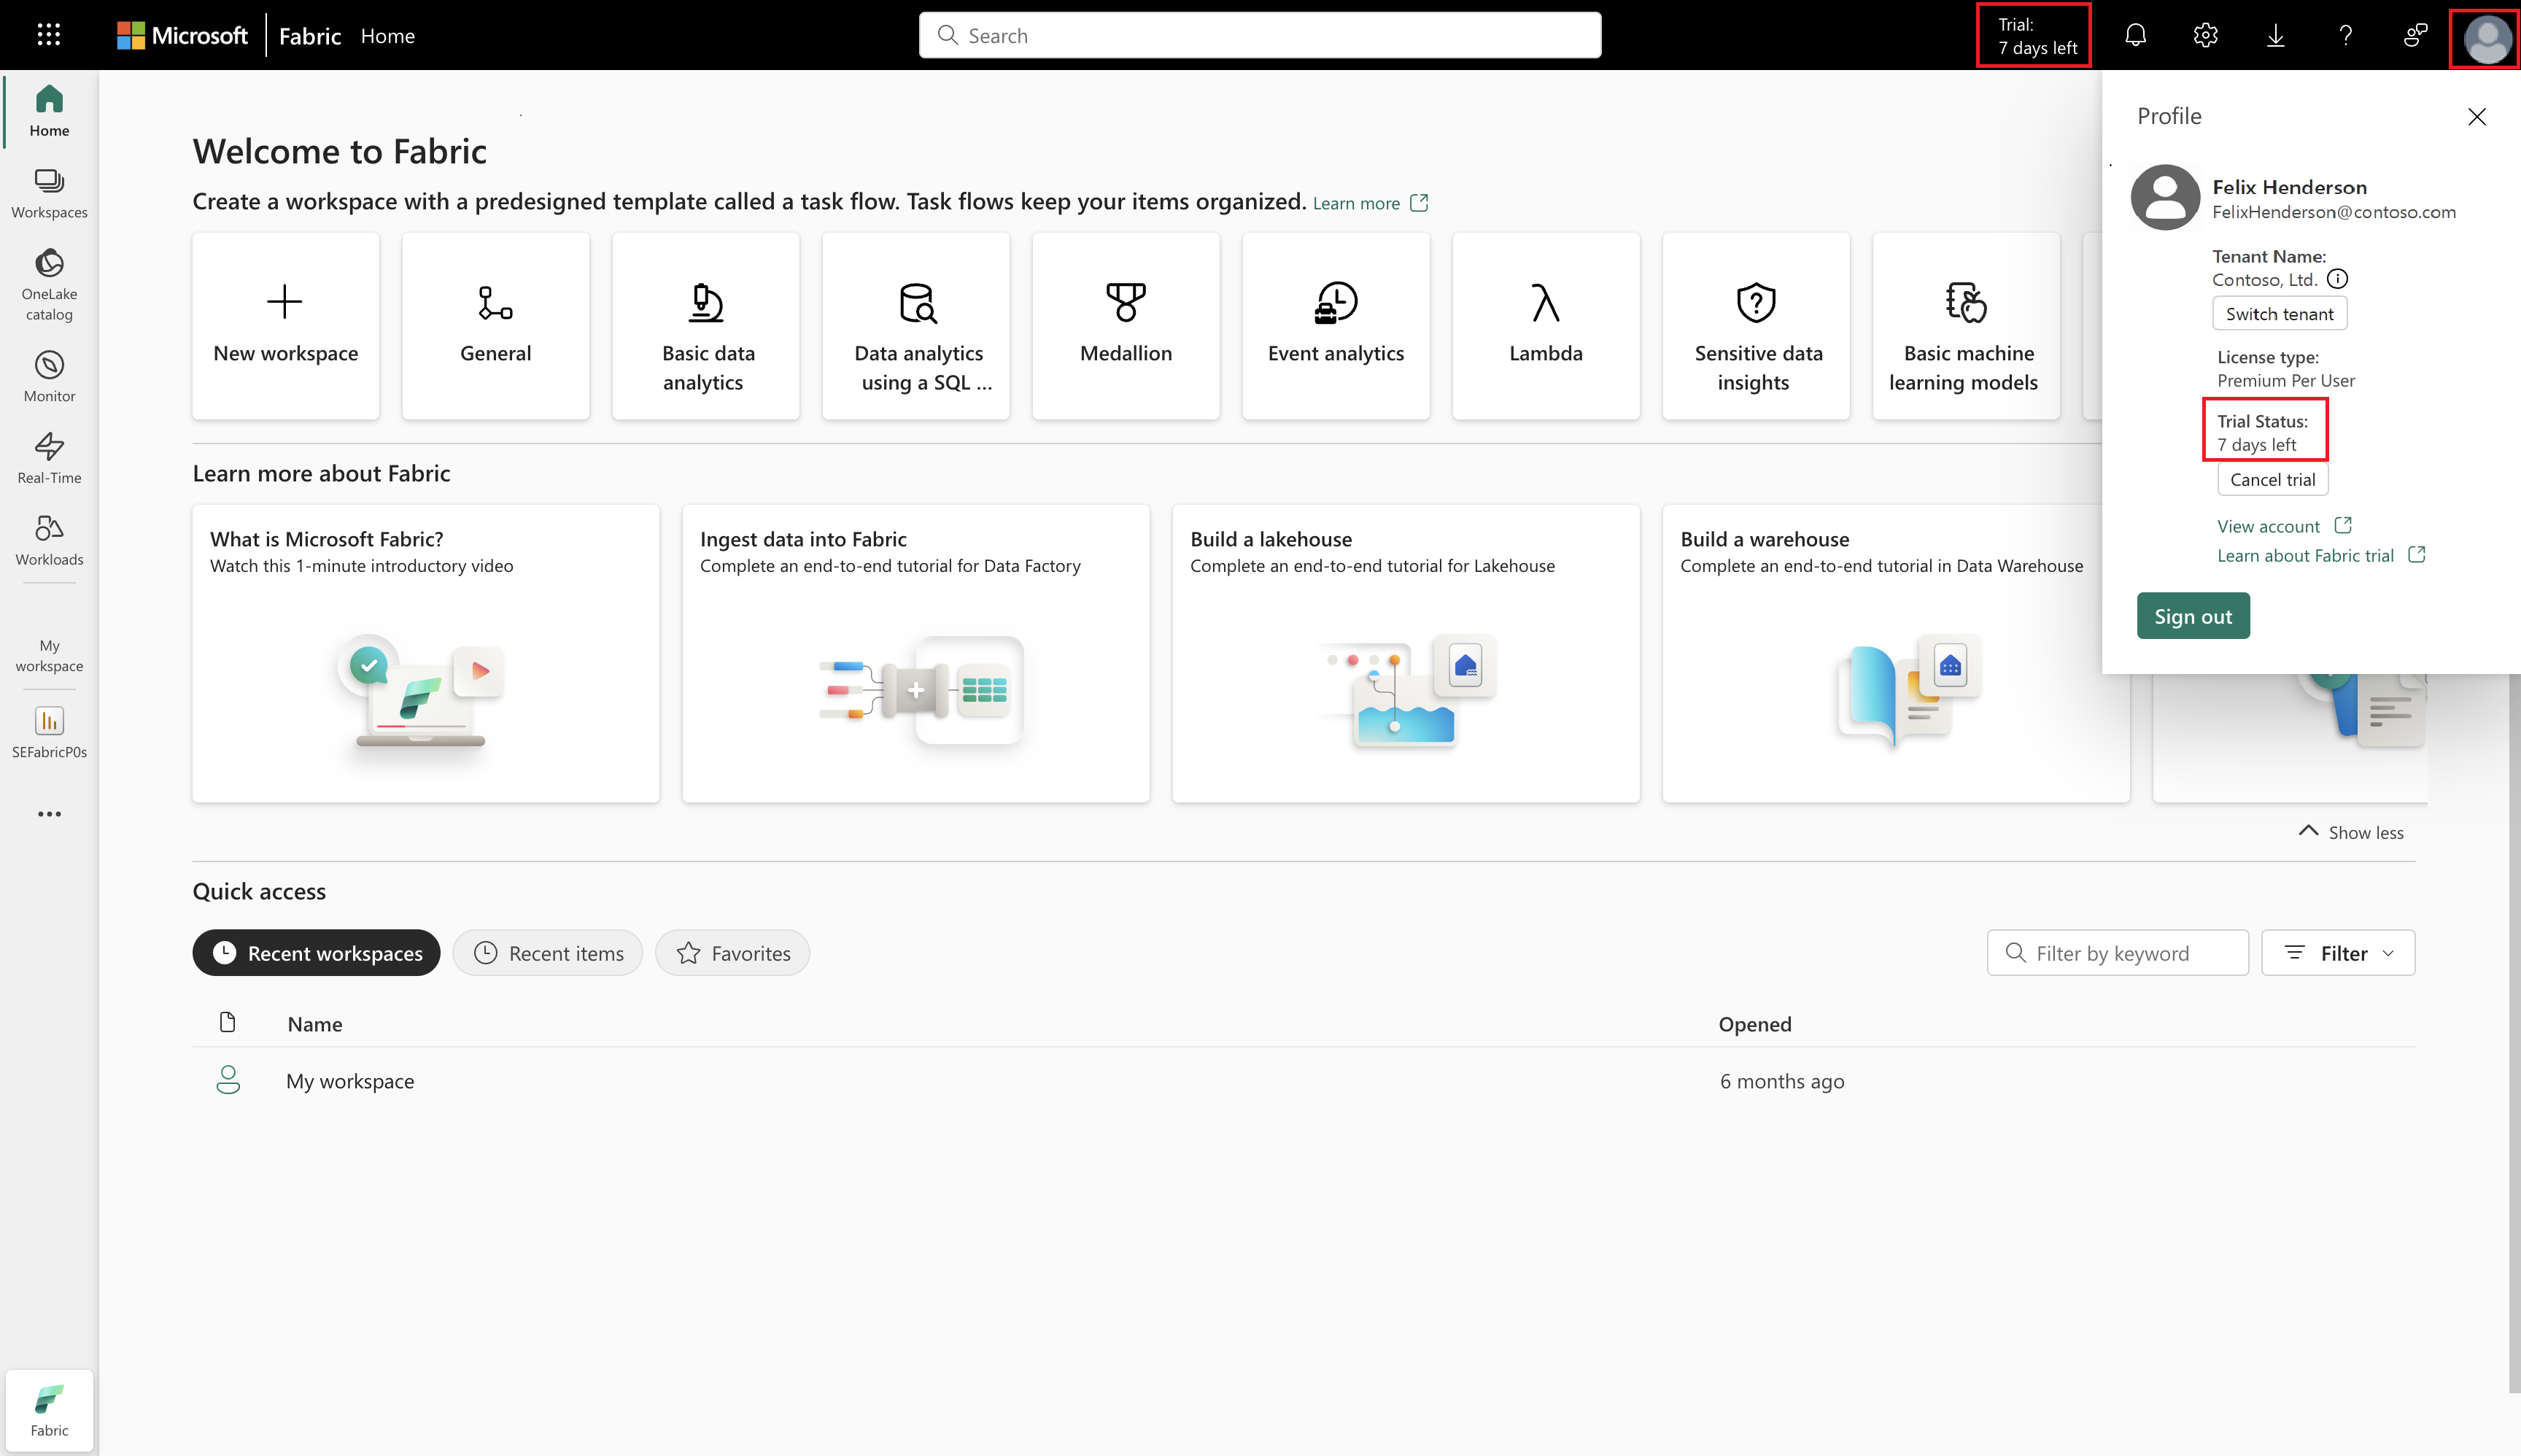 Microsoft Fabric Home
Search
Trial:
7 days left
Home
Workspaces
OneLake
catalog
Monitor
Real-Time
Workloads
My
workspace
SEFabricP0s
Fabric
Welcome to Fabric
Create a workspace with a predesigned template called a task flow. Task flows keep your items organized. Learn more
New workspace
General
Basic data
analytics
Data analytics
using a SQL ...
Medallion
Event analytics
Lambda
Sensitive data
insights
Basic machine
learning models
Learn more about Fabric
What is Microsoft Fabric?
Watch this 1-minute introductory video
Ingest data into Fabric
Complete an end-to-end tutorial for Data Factory
Build a lakehouse
Complete an end-to-end tutorial for Lakehouse
Build a warehouse
Complete an end-to-end tutorial in Data Warehouse
Show less
Quick access
Recent workspaces
Recent items
Favorites
Filter by keyword
Filter
Name
Opened
My workspace
6 months ago
Profile
Felix Henderson
FelixHenderson@contoso.com
Tenant Name:
Contoso, Ltd.
Switch tenant
License type:
Premium Per User
Trial Status:
7 days left
Cancel trial
View account
Learn about Fabric trial
Sign out